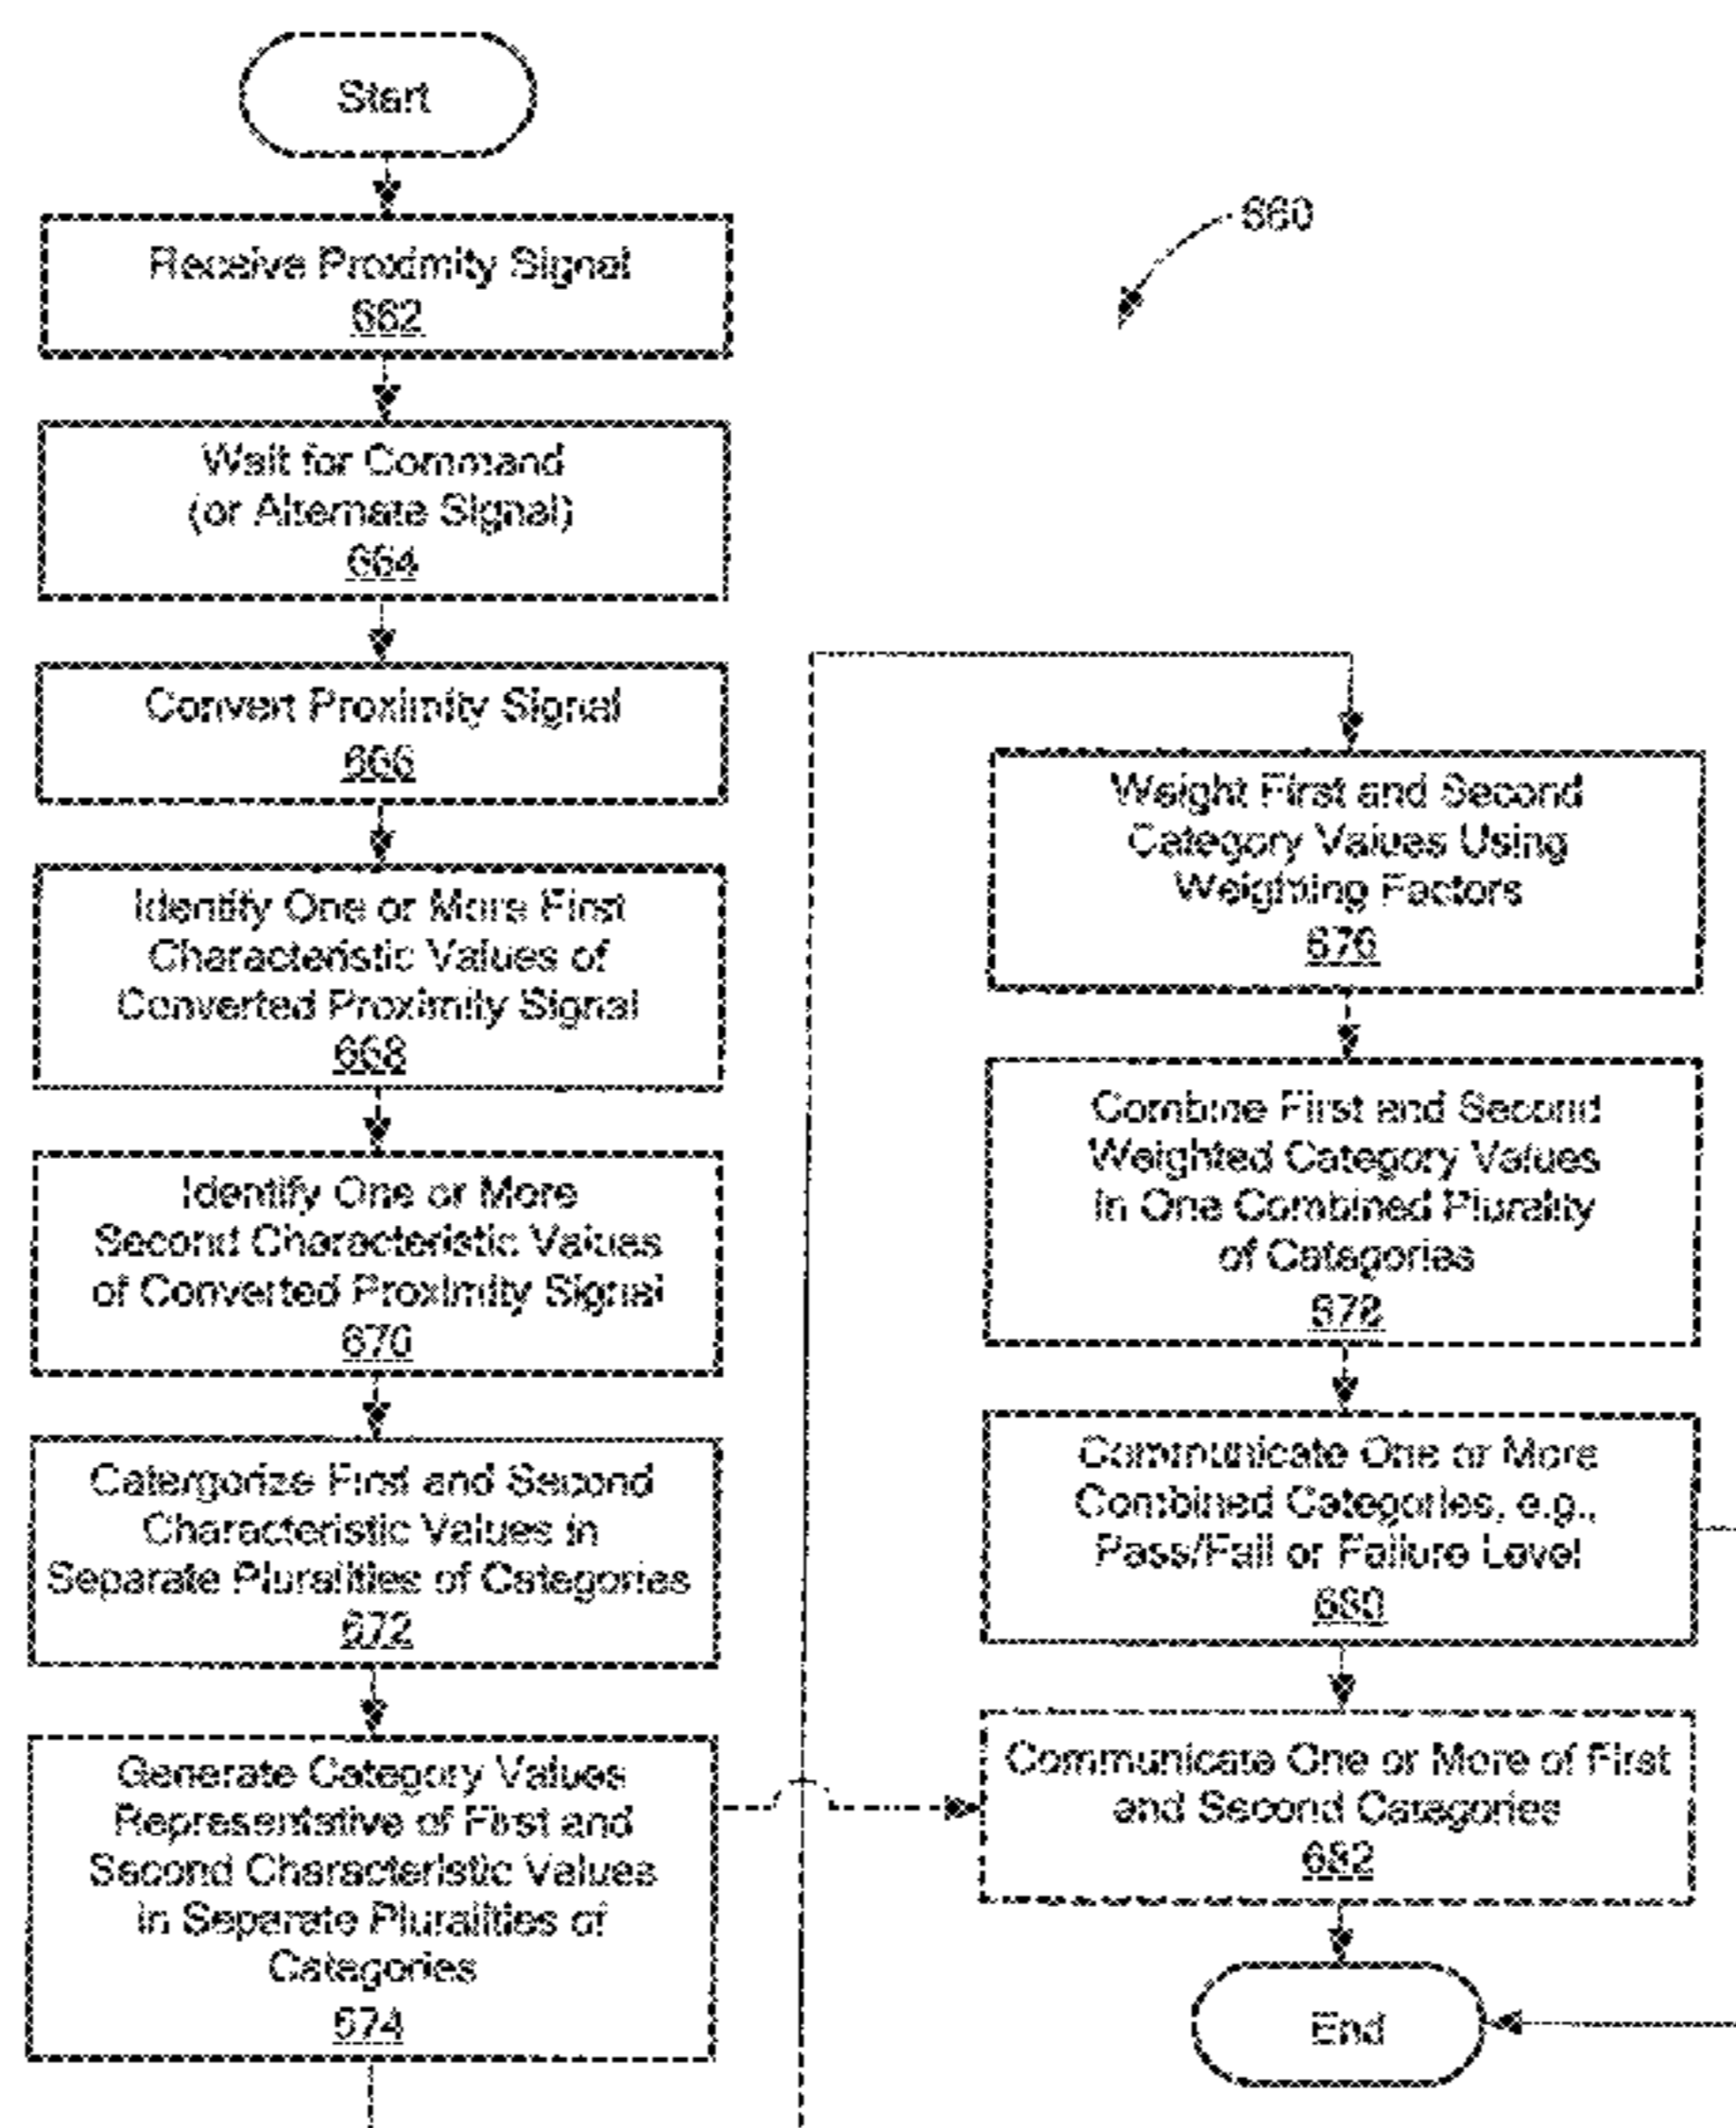 Start
Receive Proximity Signal
662
Wait for Command
(or Alternate Signal)
664
Convert Proximity Signal
666
Identify One or More First
Characteristic Values of
Converted Proximity Signal
668
Identify One or More
Second Characteristic Values
of Converted Proximity Signal
670
Catergorize First and Second
Characteristic Values in
Separate Pluralities of Categories
672
Generate Category Values
Representative of First and
Second Characteristic Values
in Separate Pluralities of
Categories
674
660
Weight First and Second
Category Values Using
Weighting Factors
676
Combine First and Second
Weighted Category Values
in One Combined Plurality
of Categories
678
Communicate One or More
Combined Categories, e.g.,
Pass/Fail or Failure Level
680
Communicate One or More of First
and Second Categories
682
End